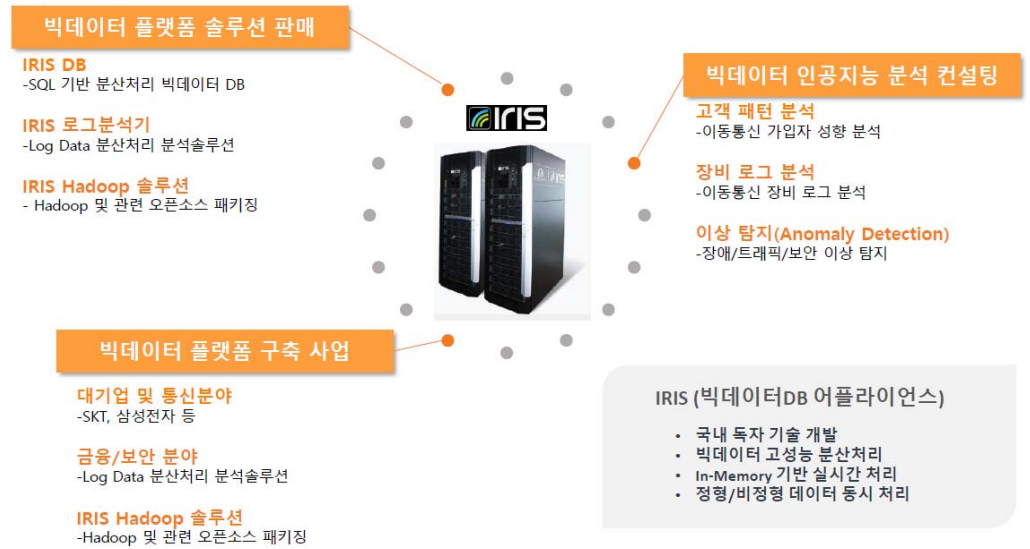 빅데이터 플랫폼 솔루션 판매
IRIS DB
-SQL 기반 분산처리 빅데이터 DB
IRIS 로그분석기
-Log Data 분산처리 분석솔루션
IRIS Hadoop 솔루션
- Hadoop 및 관련 오픈소스 패키징
IRIS
빅데이터 인공지능 분석 컨설팅
고객 패턴 분석
-이동통신 가입자 성향 분석
장비 로그 분석
-이동통신 장비 로그 분석
이상 탐지(Anomaly Detection)
-장애/트래픽/보안 이상 탐지
빅데이터 플랫폼 구축 사업
대기업 및 통신분야
-SKT, 삼성전자 등
금융/보안 분야
-Log Data 분산처리 분석솔루션
IRIS Hadoop 솔루션
-Hadoop 및 관련 오픈소스 패키징
IRIS (빅데이터DB 어플라이언스)
• 국내 독자 기술 개발
• 빅데이터 고성능 분산처리
• In-Memory 기반 실시간 처리
• 정형/비정형 데이터 동시 처리